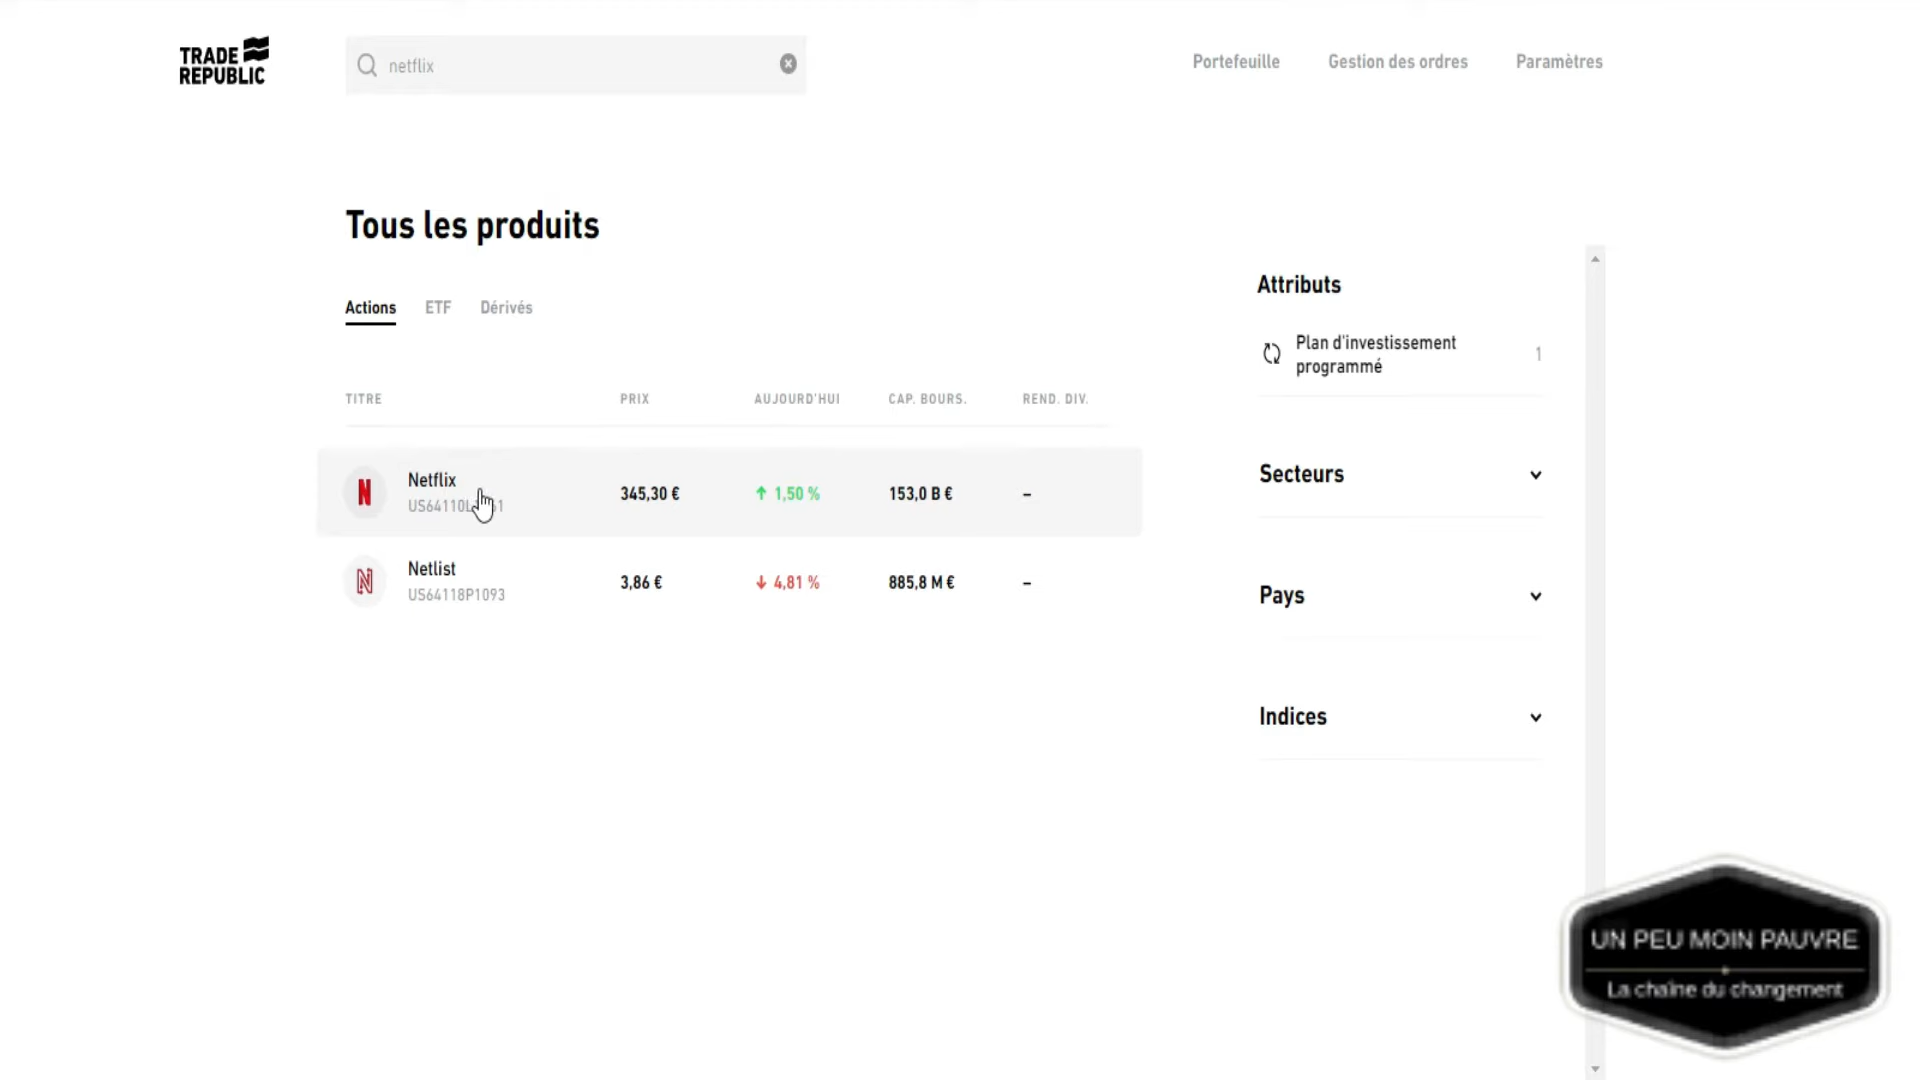 TRADE
REPUBLIC
netflix
Portefeuille
Gestion des ordres
Paramètres
Tous les produits
Actions
ETF
Dérivés
TITRE
PRIX
AUJOURD'HUI
CAP. BOURS.
REND. DIV.
Netflix
345,30 €
1,50 %
153,0 B €
–
Netlist
US64118P1093
3,86 €
4,81 %
885,8 M €
–
Attributs
Plan d'investissement
programmé
1
Secteurs
Pays
Indices
UN PEU MOIN PAUVRE
La chaîne du changement